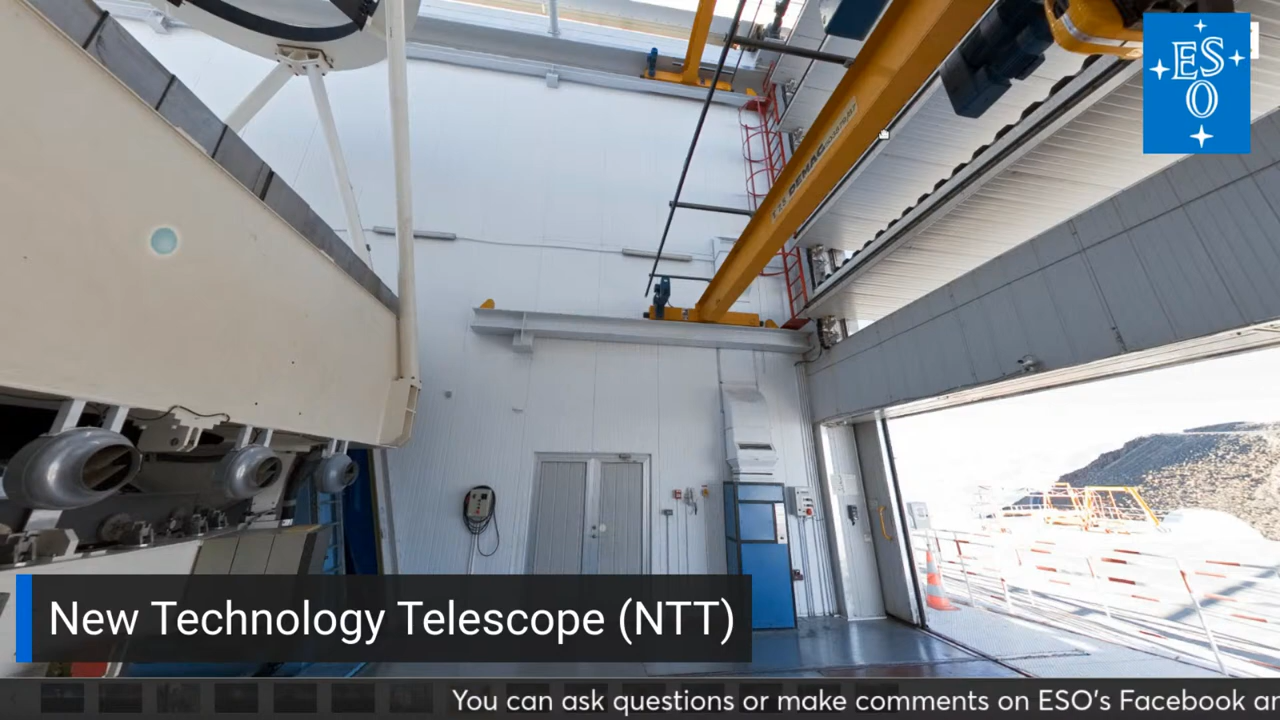 ESO
DEMAG
New Technology Telescope (NTT)
You can ask questions or make comments on ESO's Facebook an